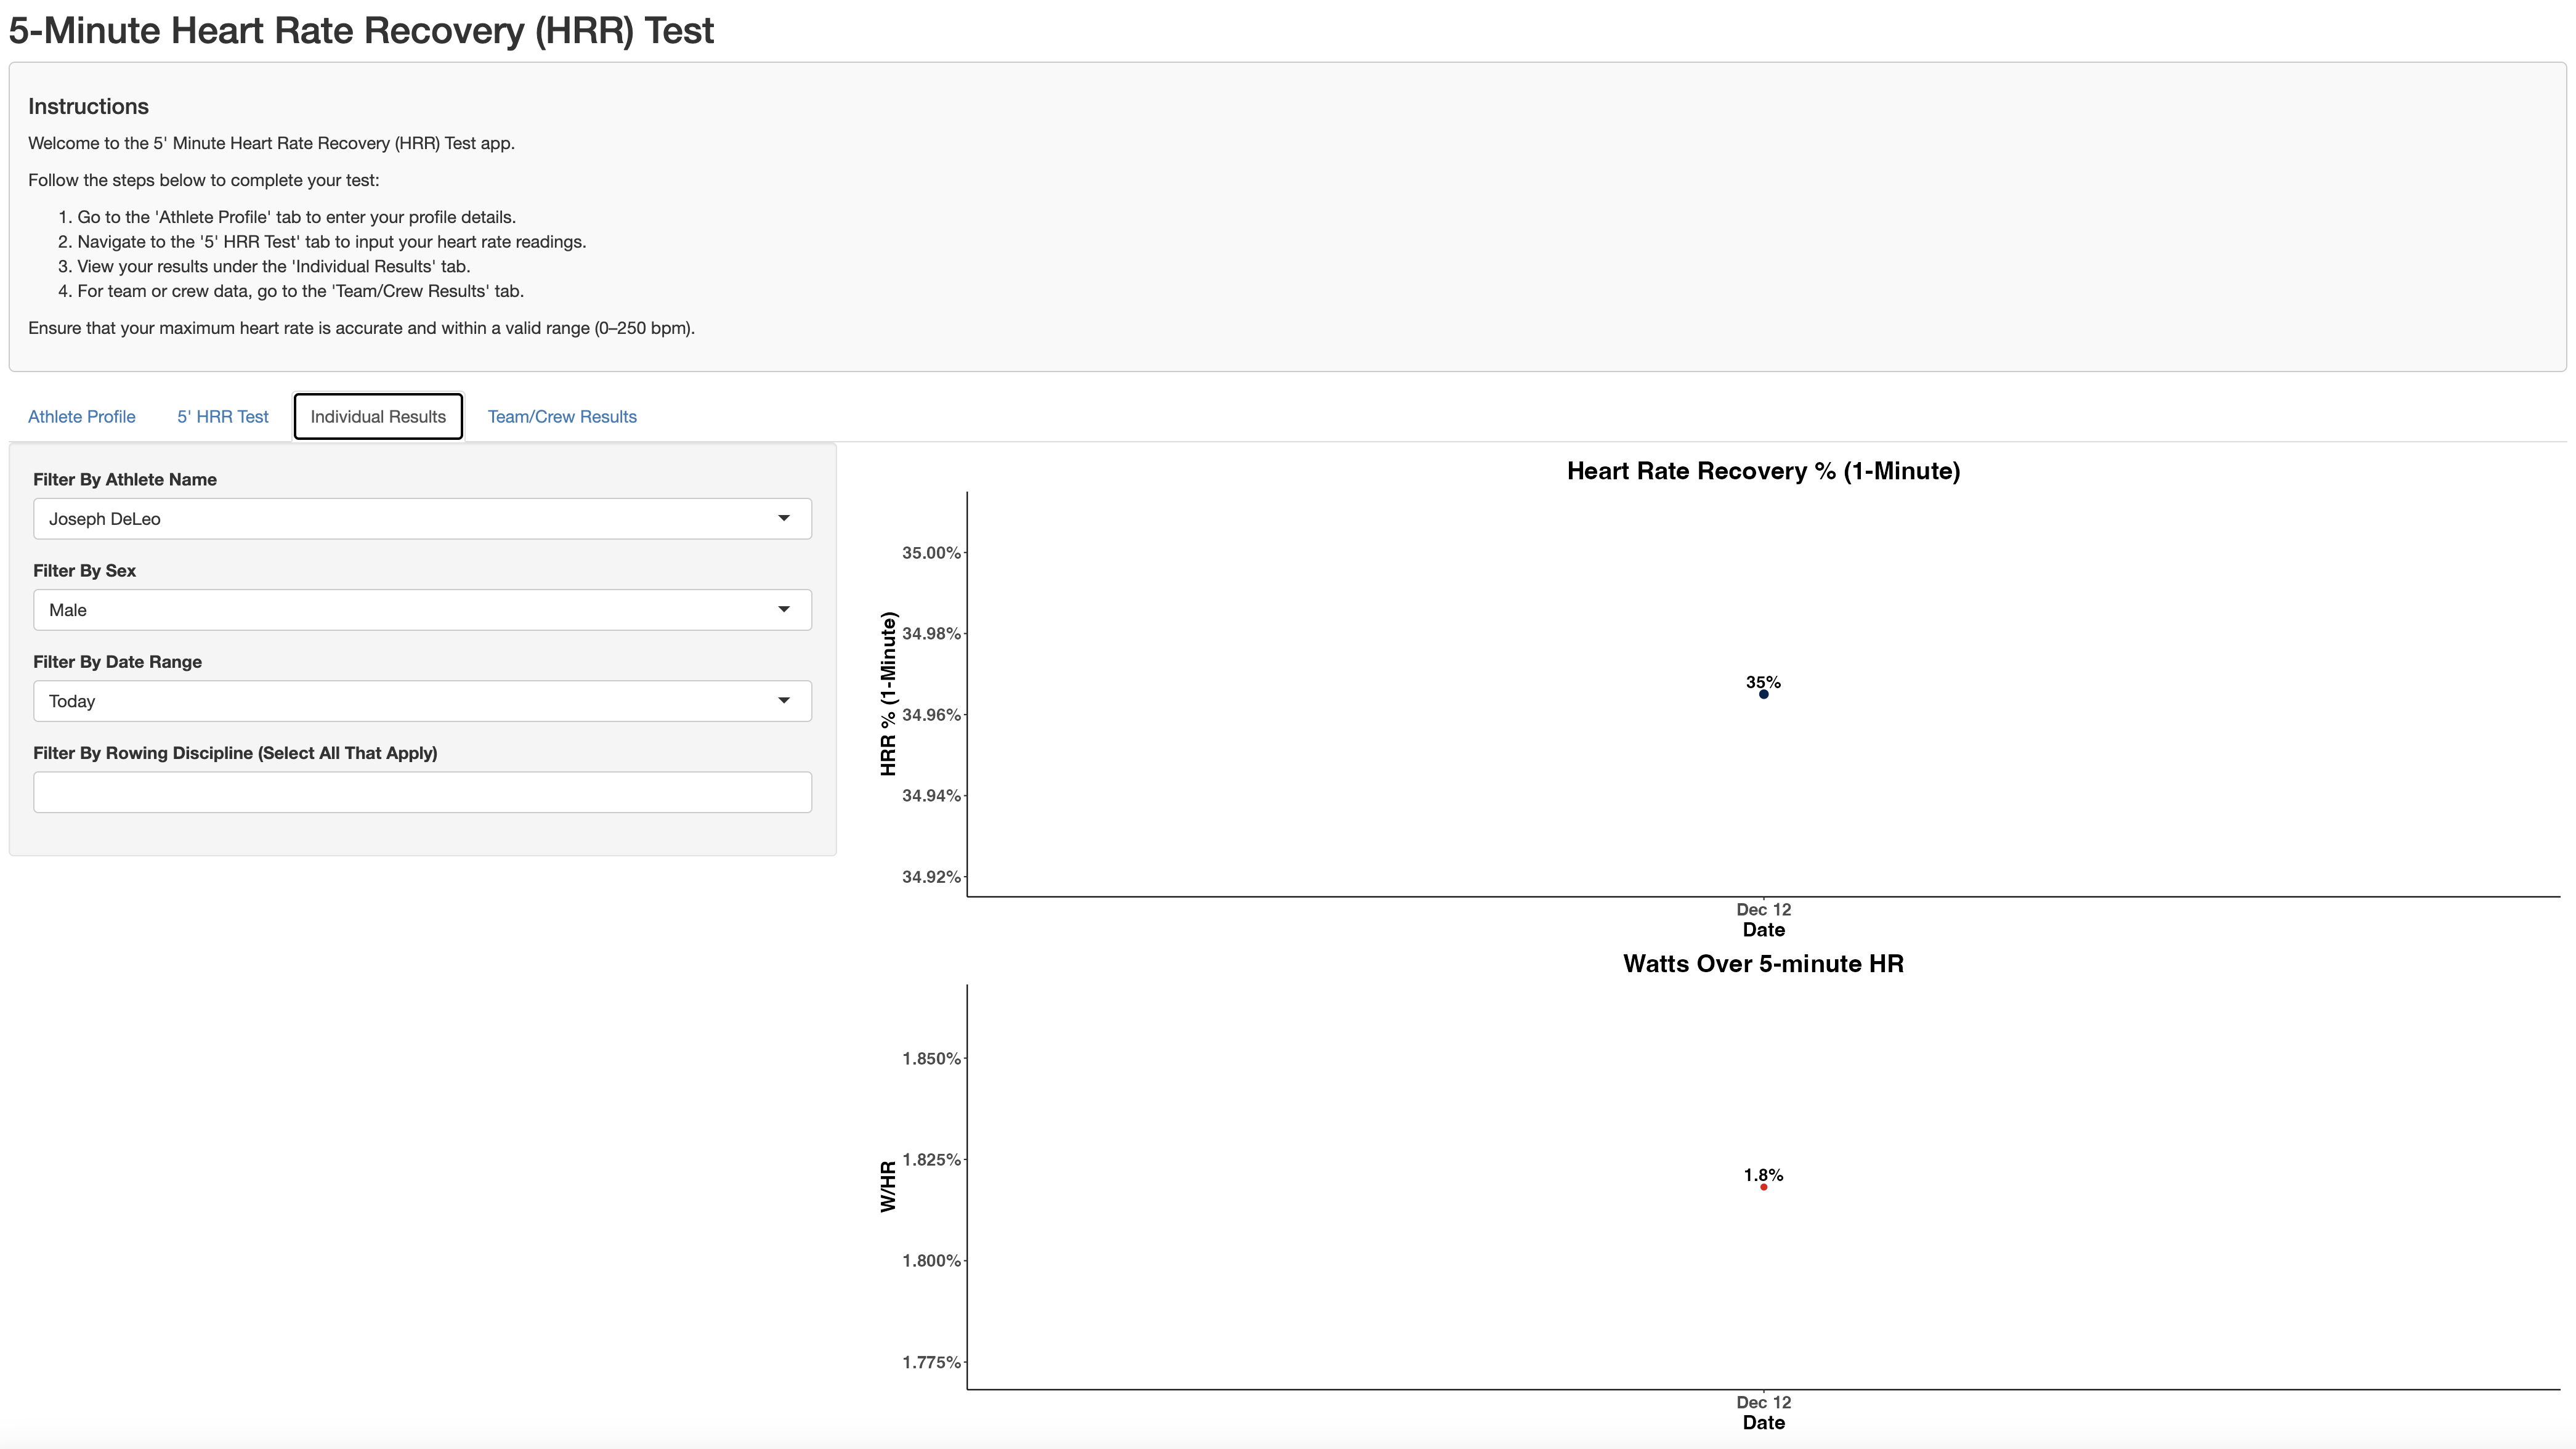 5-Minute Heart Rate Recovery (HRR) Test
Instructions
Welcome to the 5' Minute Heart Rate Recovery (HRR) Test app.
Follow the steps below to complete your test:
1. Go to the 'Athlete Profile' tab to enter your profile details.
2. Navigate to the '5' HRR Test' tab to input your heart rate readings.
3. View your results under the 'Individual Results' tab.
4. For team or crew data, go to the 'Team/Crew Results' tab.
Ensure that your maximum heart rate is accurate and within a valid range (0–250 bpm).
Athlete Profile 5' HRR Test Individual Results Team/Crew Results
Filter By Athlete Name
Joseph DeLeo
Filter By Sex
Male
Filter By Date Range
Today
Filter By Rowing Discipline (Select All That Apply)
Heart Rate Recovery % (1-Minute)
HRR % (1-Minute)
35.00%
34.98%
34.96%
34.94%
34.92%
35%
Dec 12
Date
Watts Over 5-minute HR
W/HR
1.850%
1.825%
1.800%
1.775%
1.8%
Dec 12
Date